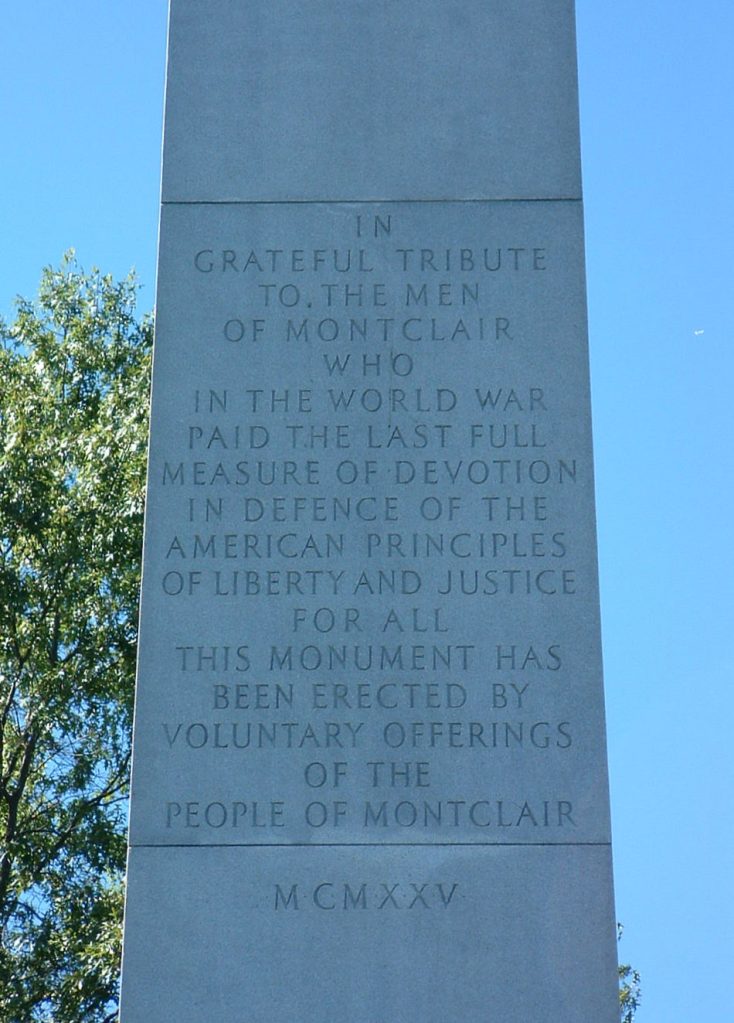 IN
GRATEFUL TRIBUTE
TO THE MEN
OF MONTCLAIR
WHO
IN THE WORLD WAR
PAID THE LAST FULL
MEASURE OF DEVOTION
IN DEFENCE OF THE
AMERICAN PRINCIPLES
OF LIBERTY AND JUSTICE
FOR ALL
THIS MONUMENT HAS
BEEN ERECTED BY
VOLUNTARY OFFERINGS
OF THE
PEOPLE OF MONTCLAIR
MCMXXV